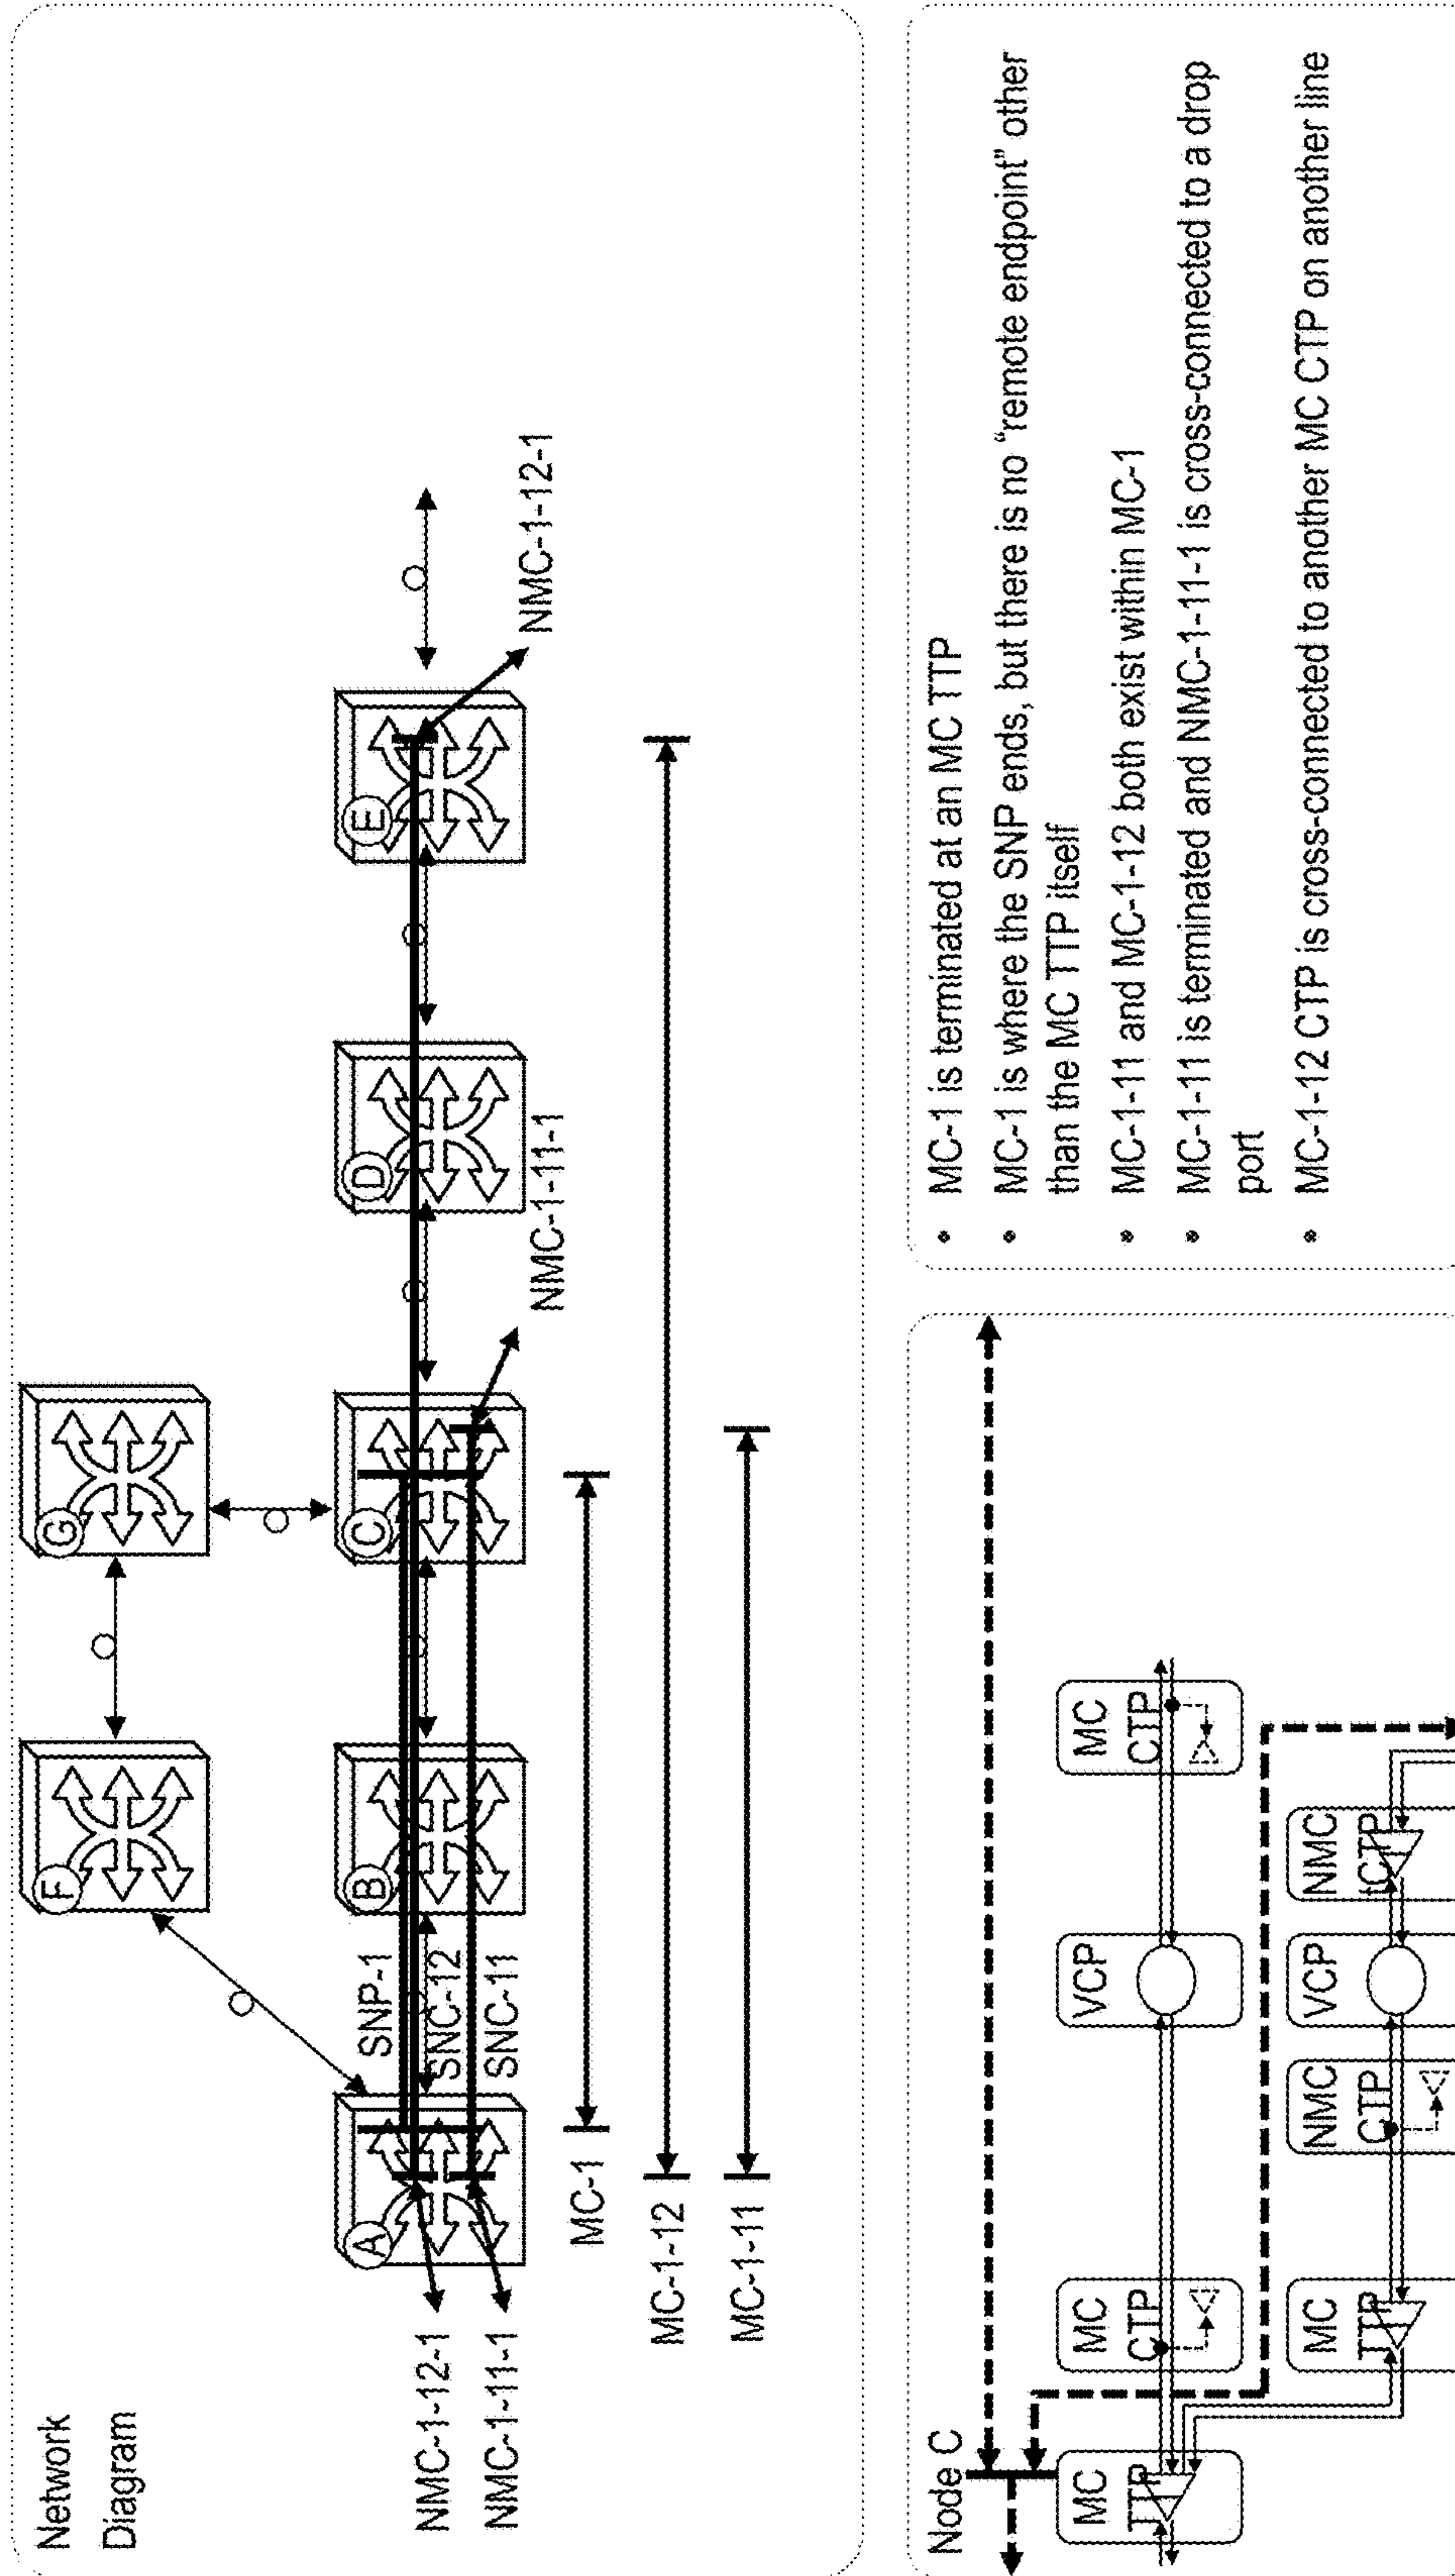 Network
Diagram
F
G
A
B
C
D
E
SNP-1
SNC-12
SNC-11
NMC-1-12-1
NMC-1-11-1
NMC-1-11-1
NMC-1-12-1
MC-1
MC-1-12
MC-1-11
Node C
MC
TTP
MC
CTP
VCP
MC
CTP
MC
TTP
NMC
CTP
VCP
NMC
tCTP
• MC-1 is terminated at an MC TTP
• MC-1 is where the SNP ends, but there is no “remote endpoint” other
than the MC TTP itself
• MC-1-11 and MC-1-12 both exist within MC-1
• MC-1-11 is terminated and NMC-1-11-1 is cross-connected to a drop
port
• MC-1-12 CTP is cross-connected to another MC CTP on another line